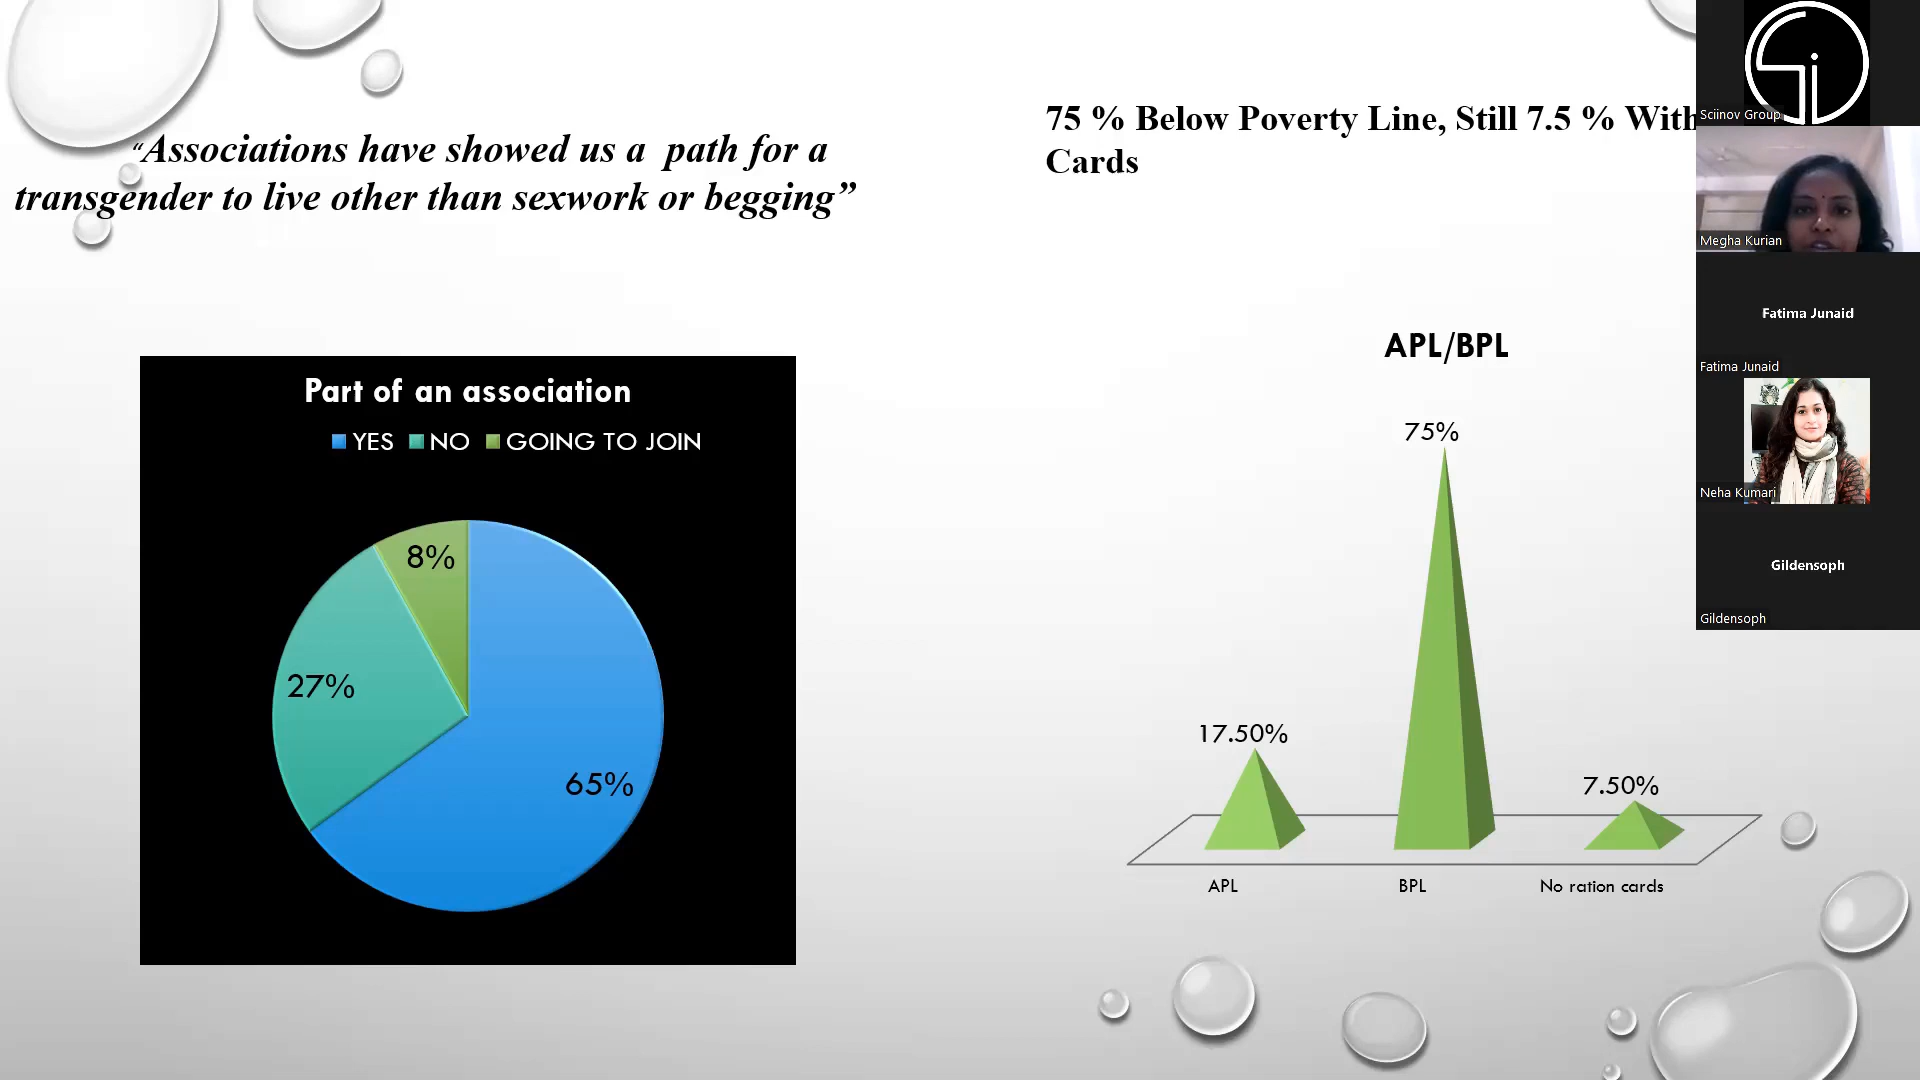 “Associations have showed us a path for a
transgender to live other than sexwork or begging”
75 % Below Poverty Line, Still 7.5 % With
Cards
Part of an association
YES NO GOING TO JOIN
8%
27%
65%
APL/BPL
75%
17.50%
7.50%
APL BPL No ration cards
Sciinov Group
Megha Kurian
Fatima Junaid
Fatima Junaid
Neha Kumari
Gildensoph
Gildensoph